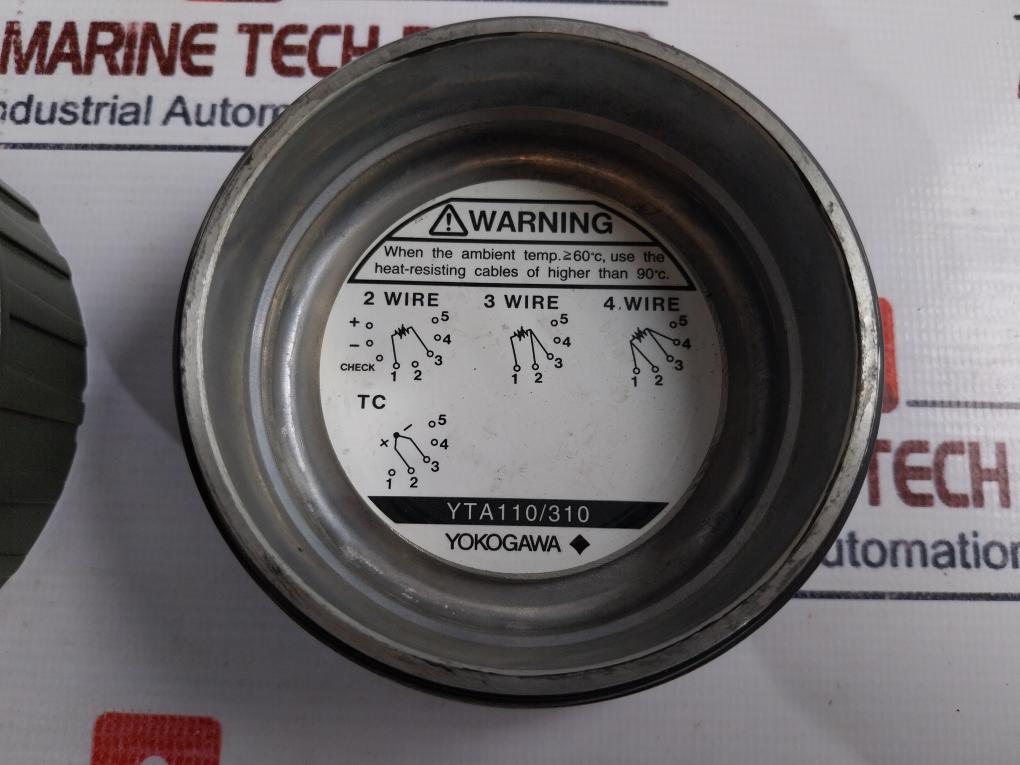 MARINE TECH
ndustrial Autom
⚠WARNING
When the ambient temp.≥60°C, use the
heat-resisting cables of higher than 90°C.
2 WIRE 3 WIRE 4 WIRE
+ 5 5 5
− 4 4 4
CHECK 3 3 3
1 2 1 2 1 2
TC
+ − 5
4
3
1 2
YTA110/310
YOKOGAWA ◆
TECH
utomation